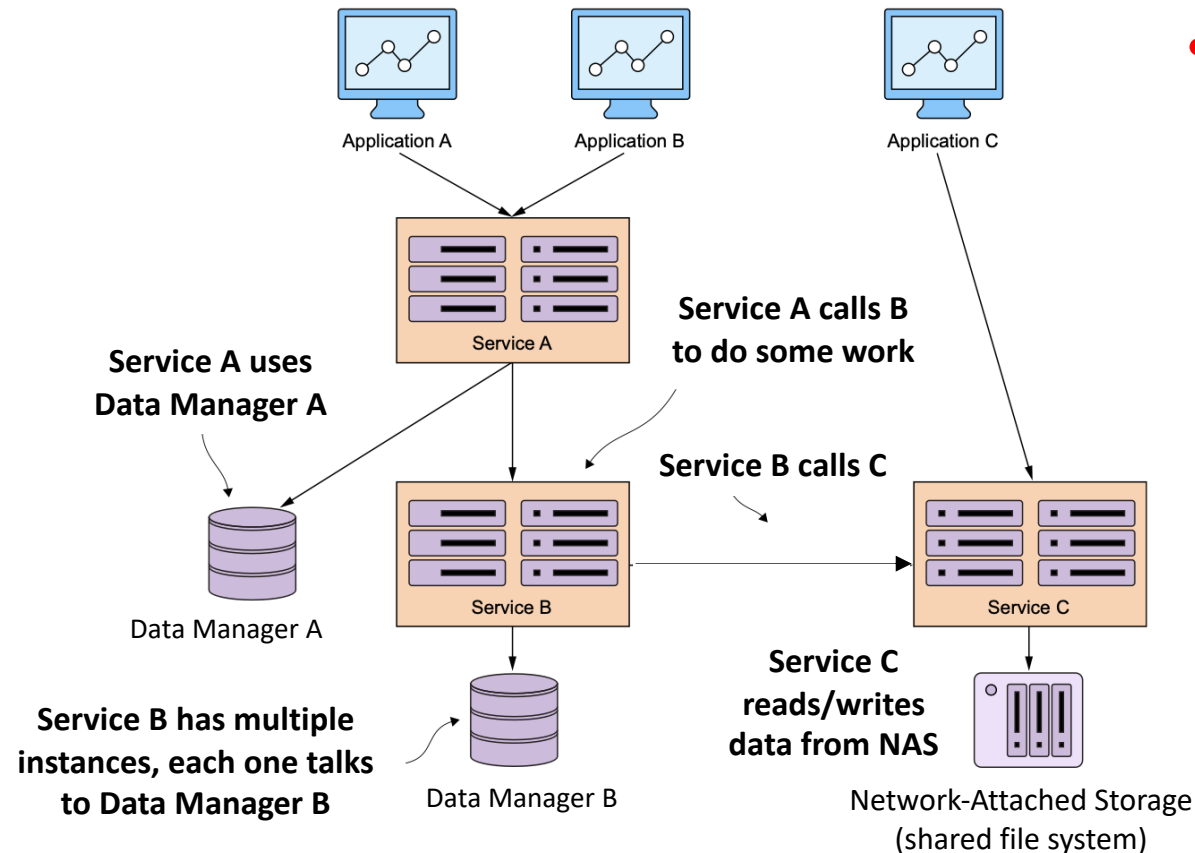 Application A
Application B
Application C
Service A
Service A calls B
to do some work
Service A uses
Data Manager A
Service B calls C
Service B
Service C
Data Manager A
Service C
reads/writes
data from NAS
Service B has multiple
instances, each one talks
to Data Manager B
Data Manager B
Network-Attached Storage
(shared file system)